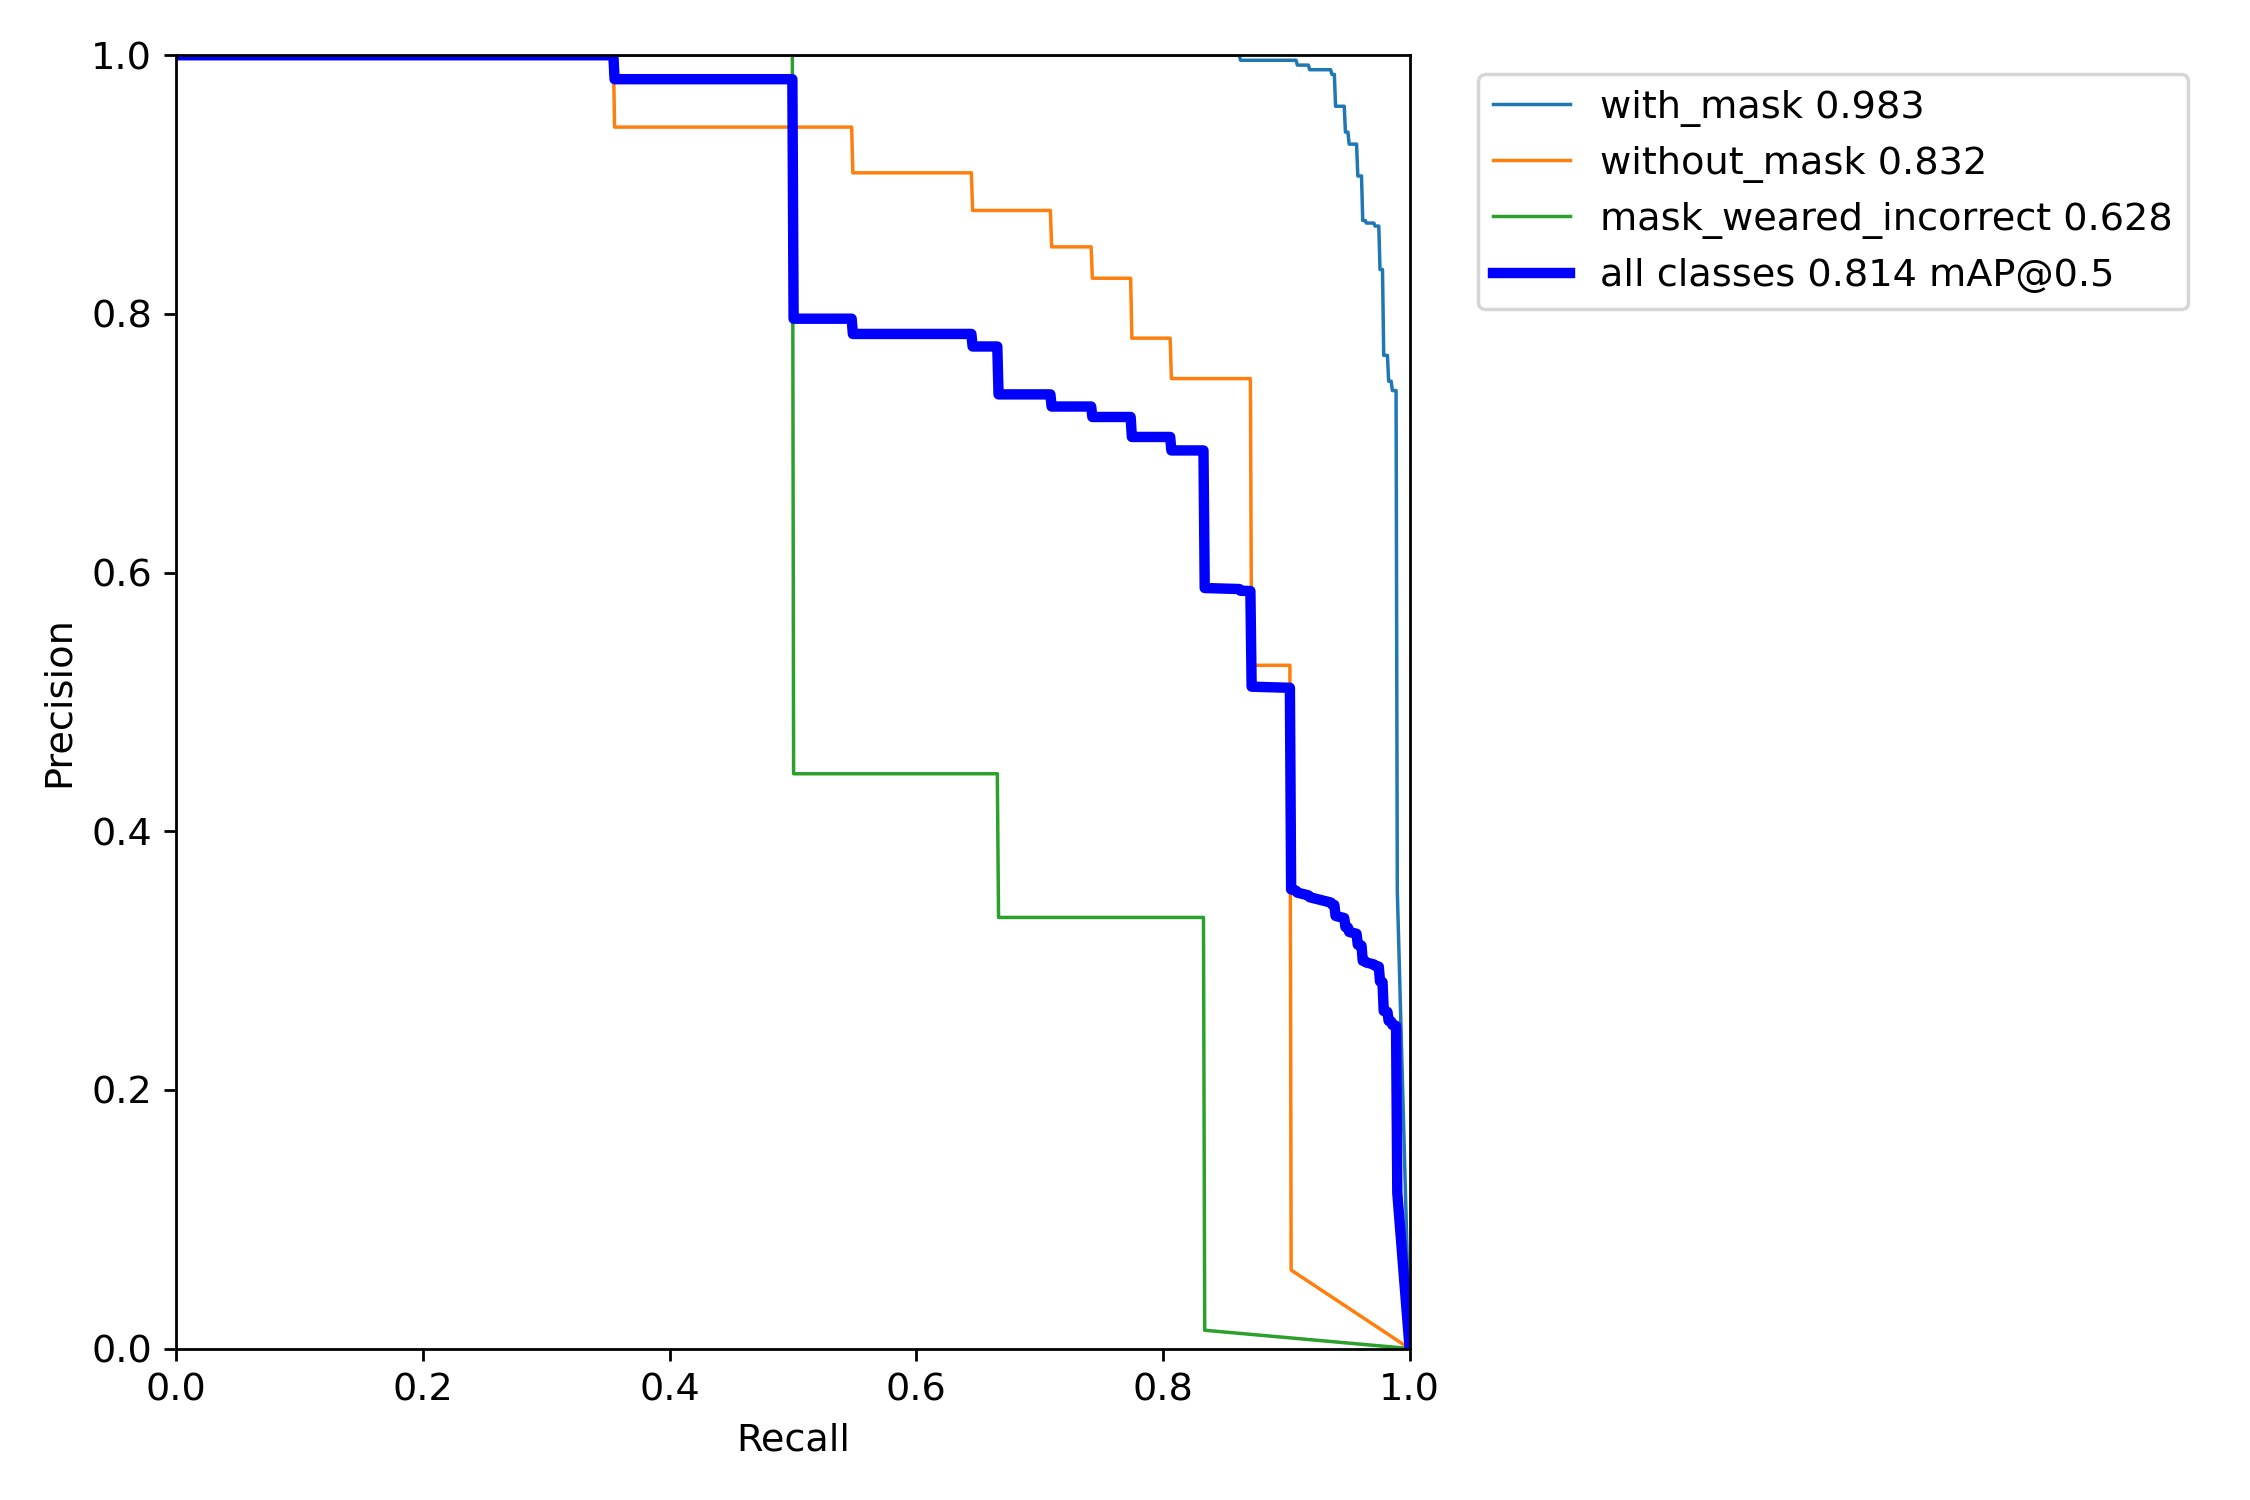 1.0
0.8
0.6
0.4
0.2
0.0
Precision
0.0 0.2 0.4 0.6 0.8 1.0
Recall
with_mask 0.983
without_mask 0.832
mask_weared_incorrect 0.628
all classes 0.814 mAP@0.5